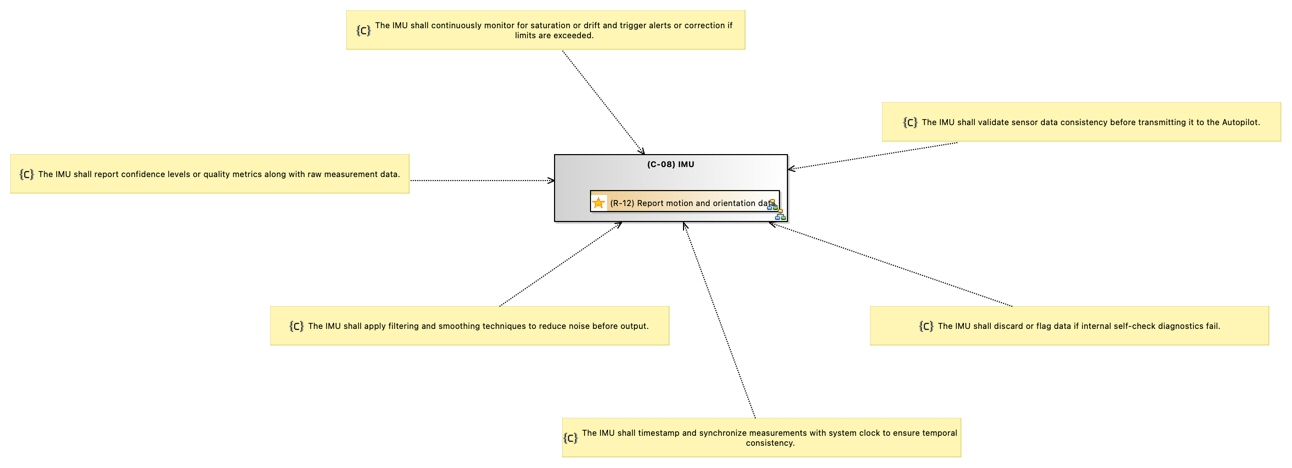 {C} The IMU shall continuously monitor for saturation or drift and trigger alerts or correction if
limits are exceeded.
{C} The IMU shall validate sensor data consistency before transmitting it to the Autopilot.
(C-08) IMU
{C} The IMU shall report confidence levels or quality metrics along with raw measurement data.
(R-12) Report motion and orientation data
{C} The IMU shall apply filtering and smoothing techniques to reduce noise before output.
{C} The IMU shall discard or flag data if internal self-check diagnostics fail.
{C} The IMU shall timestamp and synchronize measurements with system clock to ensure temporal
consistency.